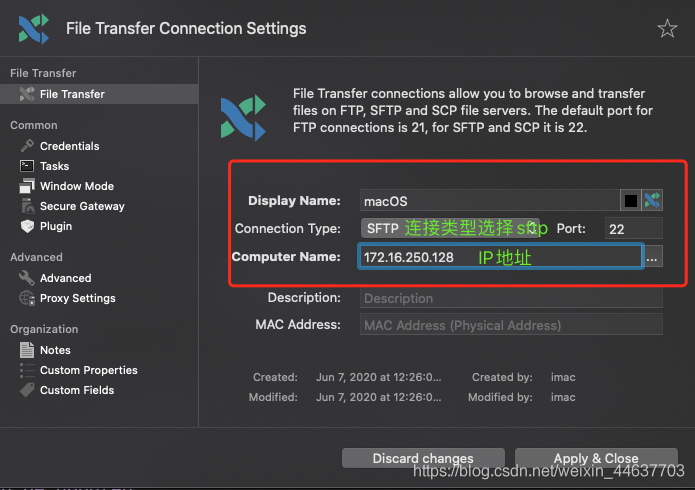 File Transfer Connection Settings
File Transfer
File Transfer
Common
Credentials
Tasks
Window Mode
Secure Gateway
Plugin
Advanced
Advanced
Proxy Settings
Organization
Notes
Custom Properties
Custom Fields
File Transfer connections allow you to browse and transfer
files on FTP, SFTP and SCP file servers. The default port for
FTP connections is 21, for SFTP and SCP it is 22.
Display Name: macOS
Connection Type: SFTP 连接类型选择sftp Port: 22
Computer Name: 172.16.250.128 IP地址 ...
Description: Description
MAC Address: MAC Address (Physical Address)
Created: Jun 7, 2020 at 12:26:0... Created by: imac
Modified: Jun 7, 2020 at 12:26:0... Modified by: imac
Discard changes Apply & Close
https://blog.csdn.net/weixin_44637703